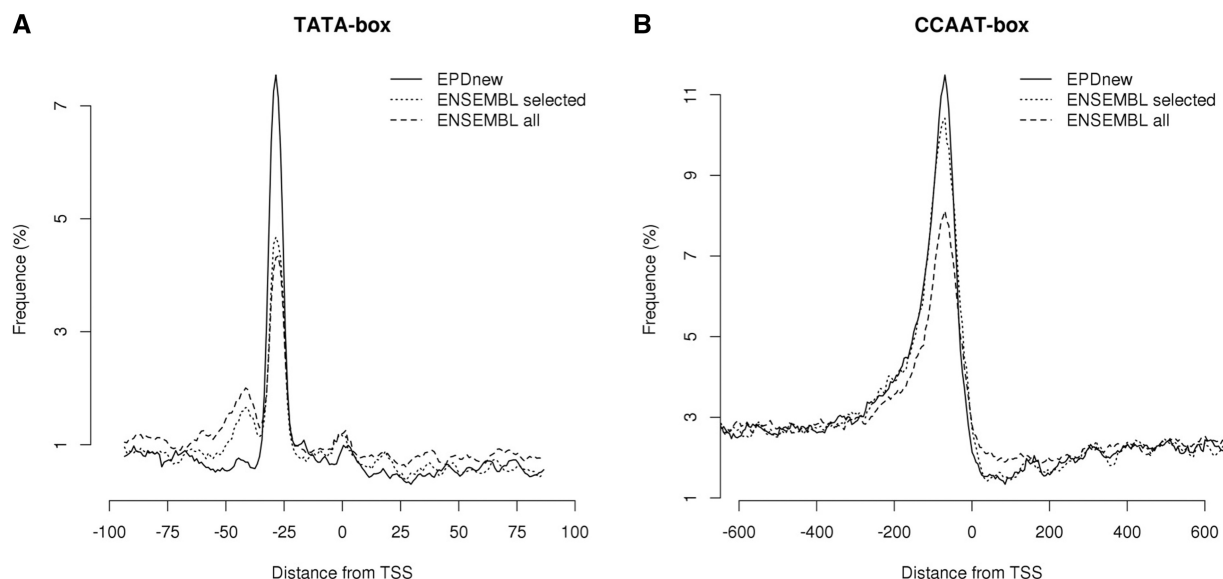 A
TATA-box
EPDnew
ENSEMBL selected
ENSEMBL all
Frequence (%)
7
5
3
1
-100 -75 -50 -25 0 25 50 75 100
Distance from TSS
B
CCAAT-box
EPDnew
ENSEMBL selected
ENSEMBL all
Frequence (%)
11
9
7
5
3
1
-600 -400 -200 0 200 400 600
Distance from TSS